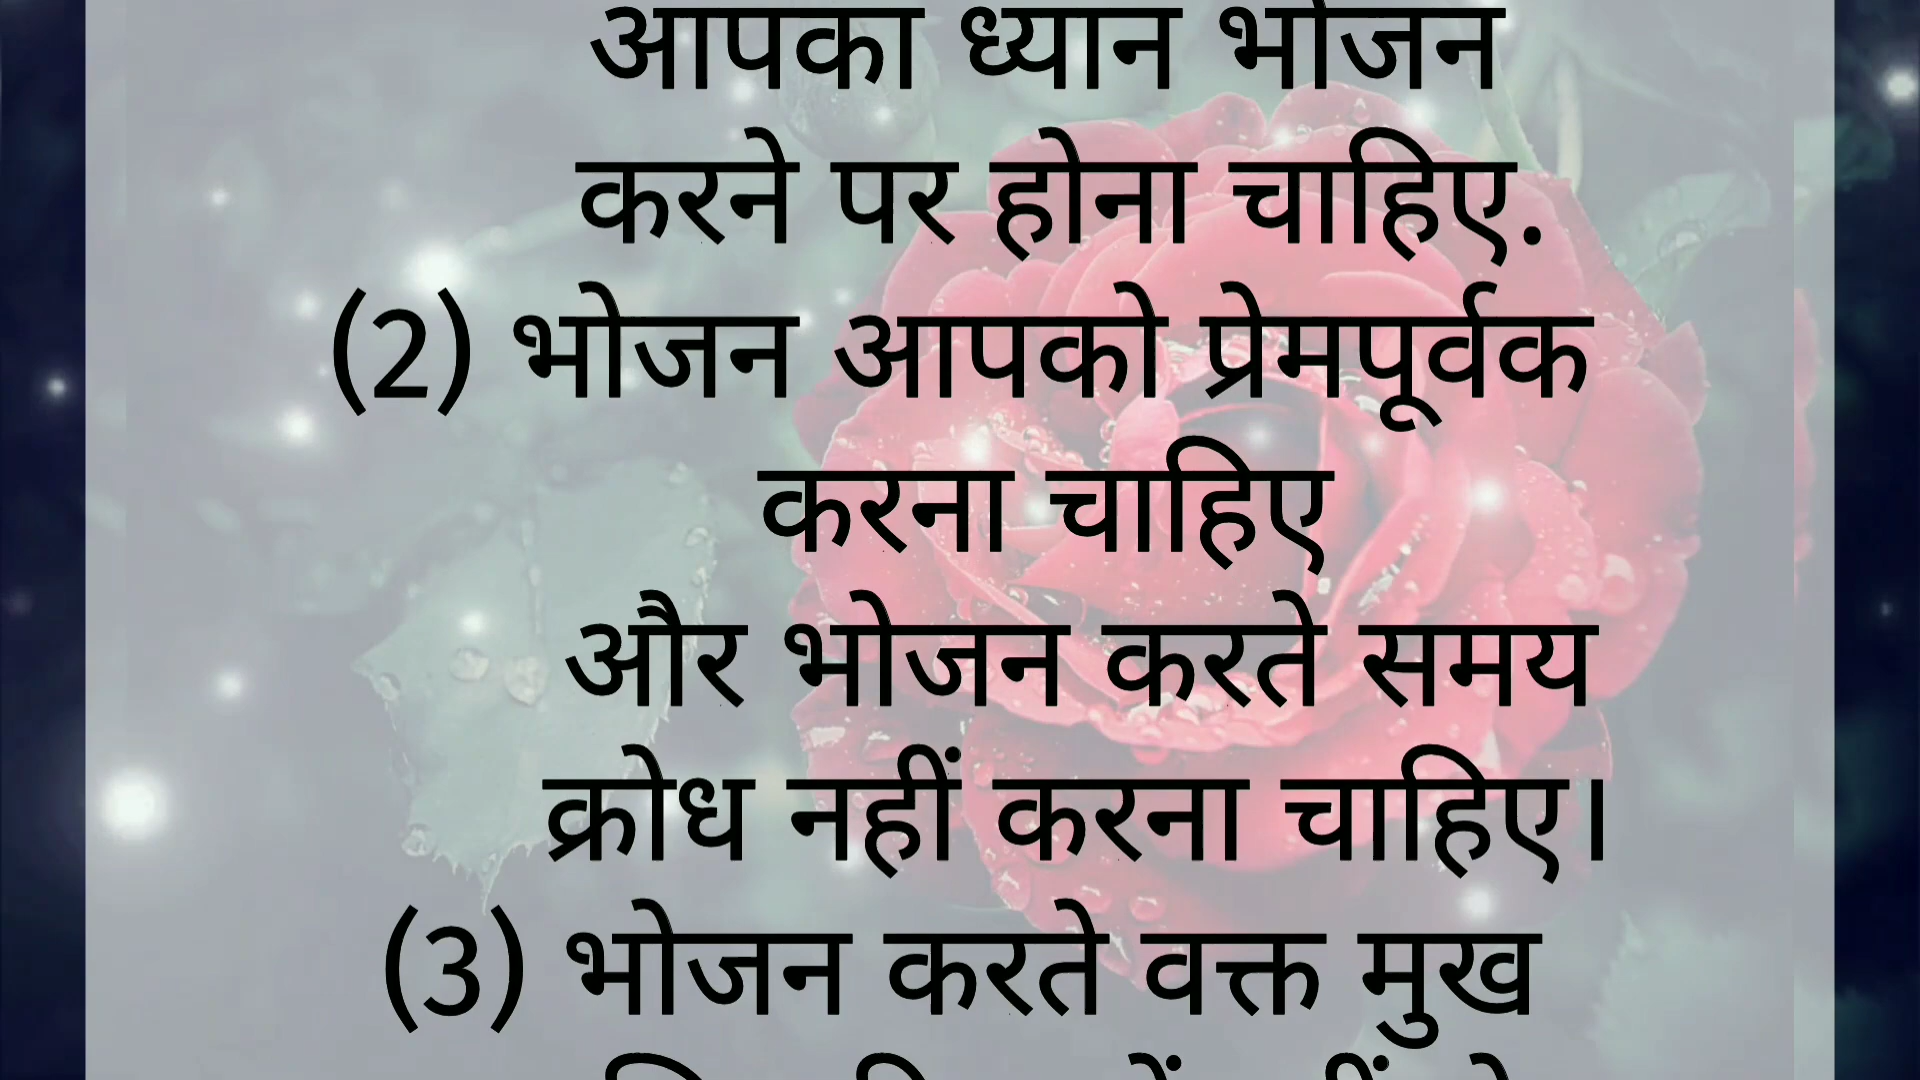 आपका ध्यान भोजन
करने पर होना चाहिए.
(2) भोजन आपको प्रेमपूर्वक
करना चाहिए
और भोजन करते समय
क्रोध नहीं करना चाहिए।
(3) भोजन करते वक्त मुख